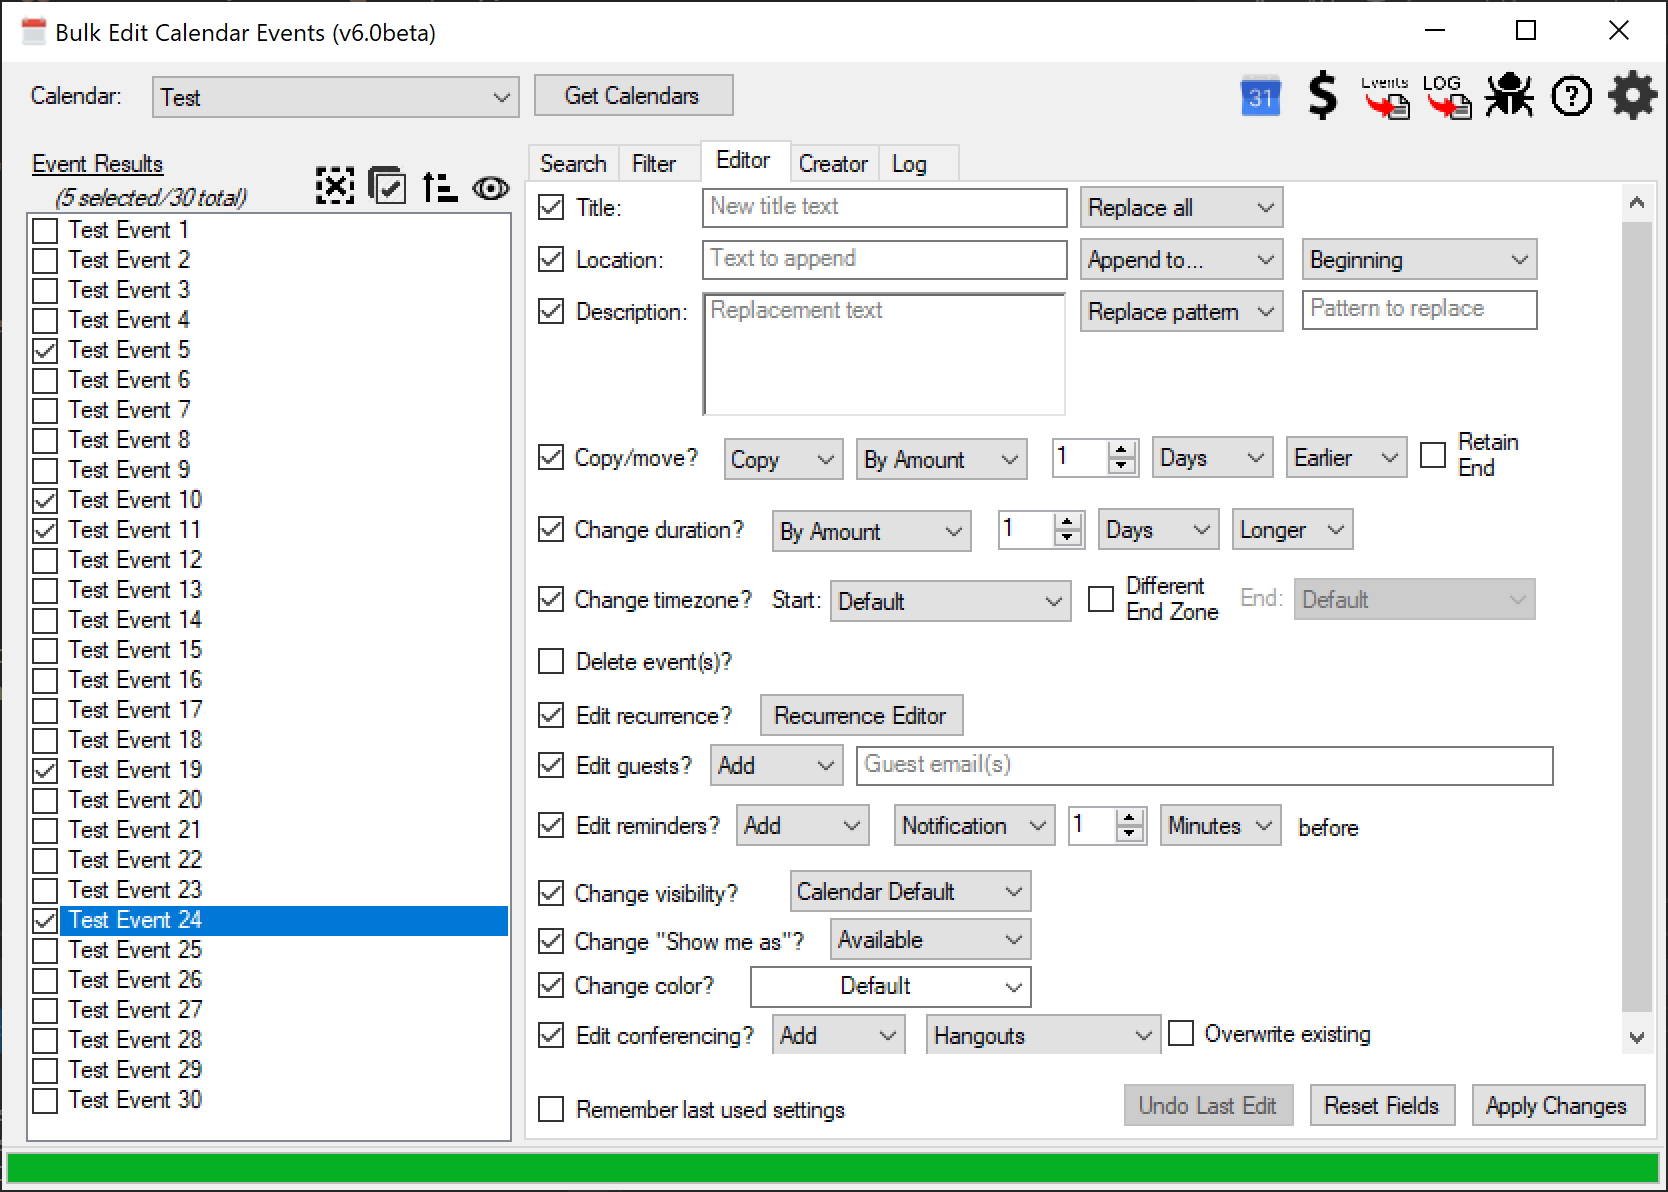 Bulk Edit Calendar Events (v6.0beta)
Calendar: Test Get Calendars
31 $ Events LOG ?
Event Results
(5 selected/30 total)
Test Event 1
Test Event 2
Test Event 3
Test Event 4
Test Event 5
Test Event 6
Test Event 7
Test Event 8
Test Event 9
Test Event 10
Test Event 11
Test Event 12
Test Event 13
Test Event 14
Test Event 15
Test Event 16
Test Event 17
Test Event 18
Test Event 19
Test Event 20
Test Event 21
Test Event 22
Test Event 23
Test Event 24
Test Event 25
Test Event 26
Test Event 27
Test Event 28
Test Event 29
Test Event 30
Search Filter Editor Creator Log
Title: New title text Replace all
Location: Text to append Append to... Beginning
Description: Replacement text Replace pattern Pattern to replace
Copy/move? Copy By Amount 1 Days Earlier Retain
End
Change duration? By Amount 1 Days Longer
Change timezone? Start: Default Different
End Zone End: Default
Delete event(s)?
Edit recurrence? Recurrence Editor
Edit guests? Add Guest email(s)
Edit reminders? Add Notification 1 Minutes before
Change visibility? Calendar Default
Change "Show me as"? Available
Change color? Default
Edit conferencing? Add Hangouts Overwrite existing
Remember last used settings Undo Last Edit Reset Fields Apply Changes